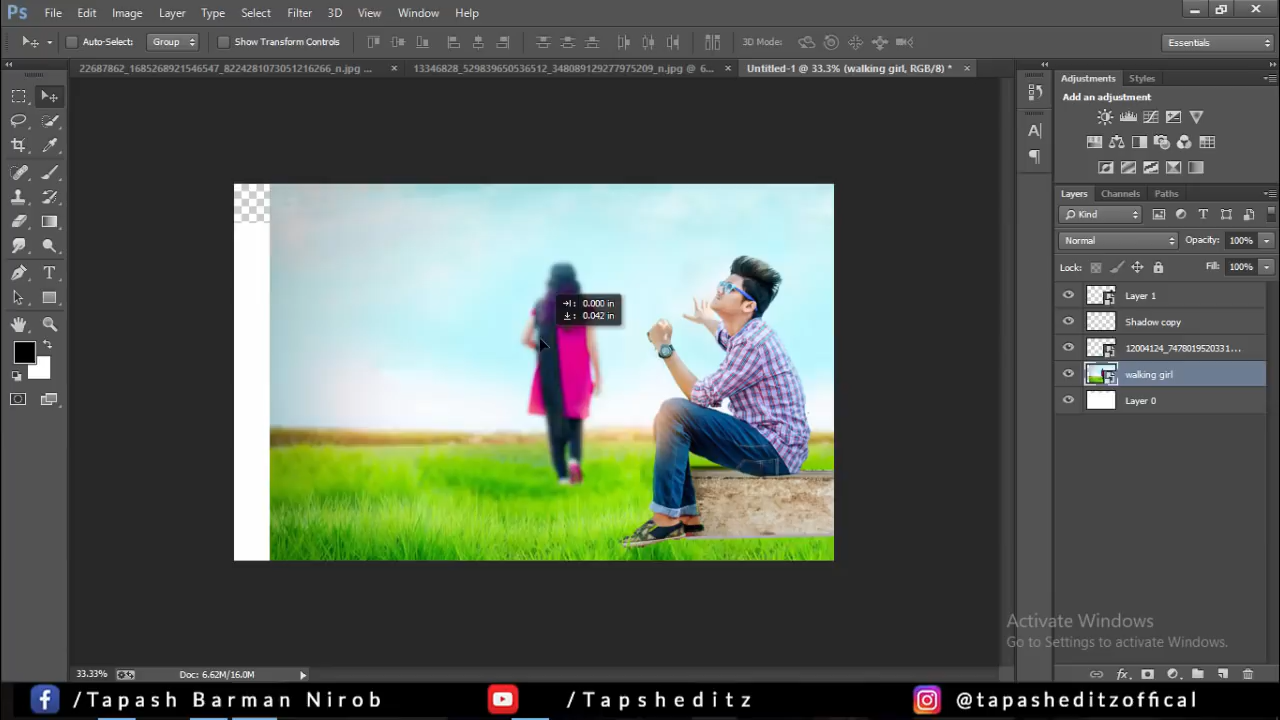 Ps File Edit Image Layer Type Select Filter 3D View Window Help
Auto-Select: Group Show Transform Controls 3D Mode: Essentials
22687862_1685268921546547_8224281073051216266_n.jpg ... × 13346828_529839650536512_348089129277975209_n.jpg @ 6... × Untitled-1 @ 33.3% (walking girl, RGB/8) * ×
Adjustments Styles
Add an adjustment
Layers Channels Paths
Kind
Normal Opacity: 100%
Lock: Fill: 100%
Layer 1
Shadow copy
12004124_7478019520331...
walking girl
Layer 0
0.000 in
0.042 in
Activate Windows
Go to Settings to activate Windows.
33.33% Doc: 6.62M/16.0M
/Tapash Barman Nirob /Tapsheditz @tapasheditzoffical